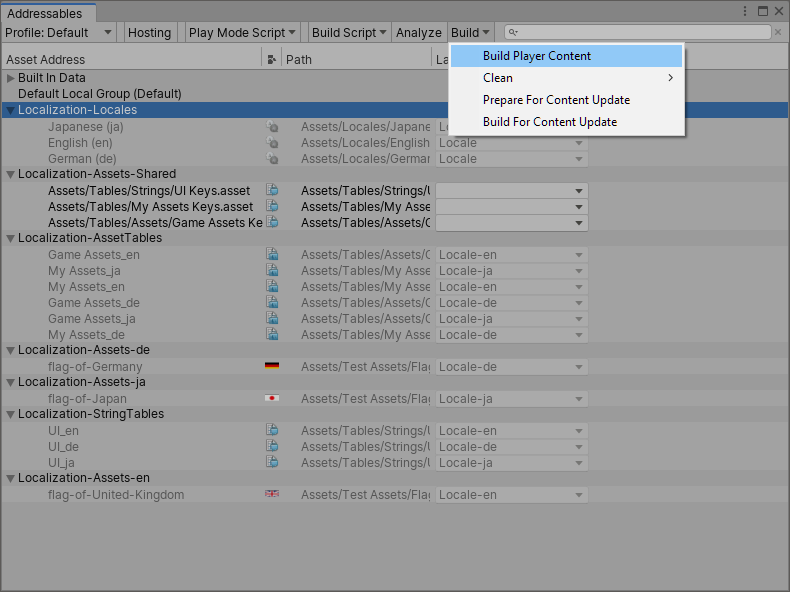 Addressables
Profile: Default Hosting Play Mode Script Build Script Analyze Build
Asset Address Path La
Build Player Content
Clean
Prepare For Content Update
Build For Content Update
Built In Data
Default Local Group (Default)
Localization-Locales
Japanese (ja) Assets/Locales/Japane Lo
English (en) Assets/Locales/English Locale
German (de) Assets/Locales/German Locale
Localization-Assets-Shared
Assets/Tables/Strings/UI Keys.asset Assets/Tables/Strings/U
Assets/Tables/My Assets Keys.asset Assets/Tables/My Asse
Assets/Tables/Assets/Game Assets Ke Assets/Tables/Assets/G
Localization-AssetTables
Game Assets_en Assets/Tables/Assets/G Locale-en
My Assets_ja Assets/Tables/My Asse Locale-ja
My Assets_en Assets/Tables/My Asse Locale-en
Game Assets_de Assets/Tables/Assets/G Locale-de
Game Assets_ja Assets/Tables/Assets/G Locale-ja
My Assets_de Assets/Tables/My Asse Locale-de
Localization-Assets-de
flag-of-Germany Assets/Test Assets/Flag Locale-de
Localization-Assets-ja
flag-of-Japan Assets/Test Assets/Flag Locale-ja
Localization-StringTables
UI_en Assets/Tables/Strings/U Locale-en
UI_de Assets/Tables/Strings/U Locale-de
UI_ja Assets/Tables/Strings/U Locale-ja
Localization-Assets-en
flag-of-United-Kingdom Assets/Test Assets/Flag Locale-en